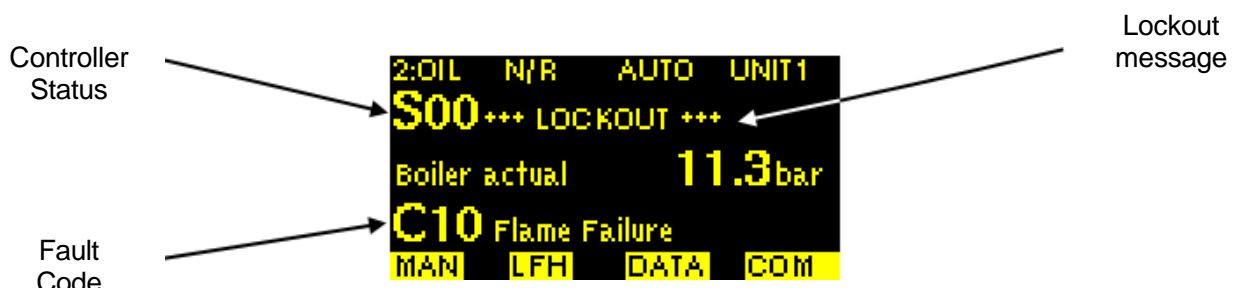 Controller
Status
Lockout
message
2:OIL N/R AUTO UNIT1
S00 +++ LOCKOUT +++
Boiler actual 11.3bar
C10 Flame Failure
Fault
Code
MAN LFH DATA COM